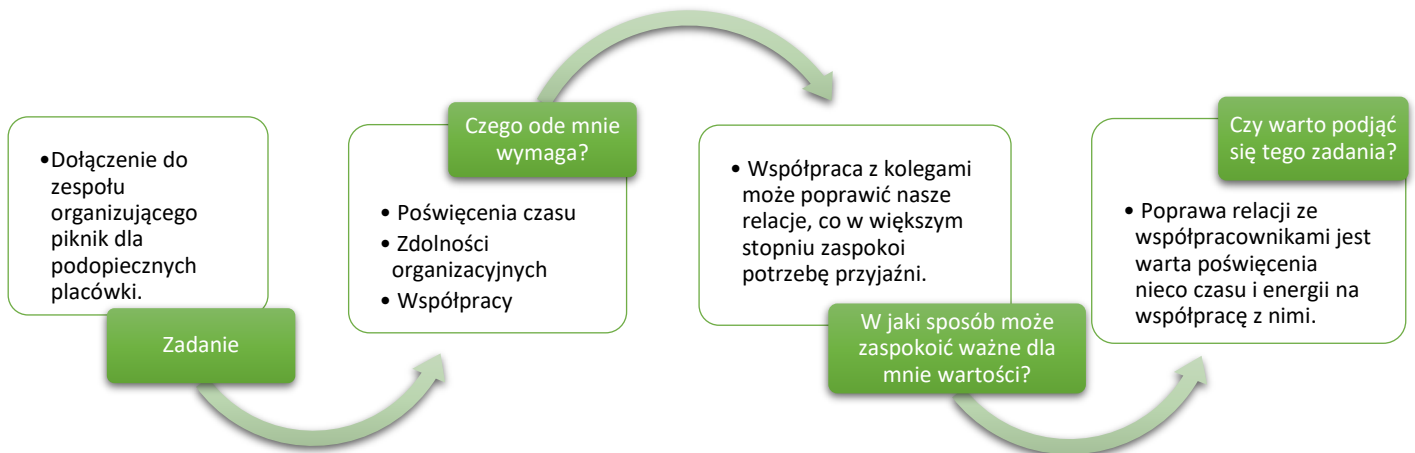 •Dołączenie do
zespołu
organizującego
piknik dla
podopiecznych
placówki.
Zadanie
Czego ode mnie
wymaga?
• Poświęcenia czasu
• Zdolności
organizacyjnych
• Współpracy
• Współpraca z kolegami
może poprawić nasze
relacje, co w większym
stopniu zaspokoi
potrzebę przyjaźni.
W jaki sposób może
zaspokoić ważne dla
mnie wartości?
Czy warto podjąć
się tego zadania?
• Poprawa relacji ze
współpracownikami jest
warta poświęcenia
nieco czasu i energii na
współpracę z nimi.